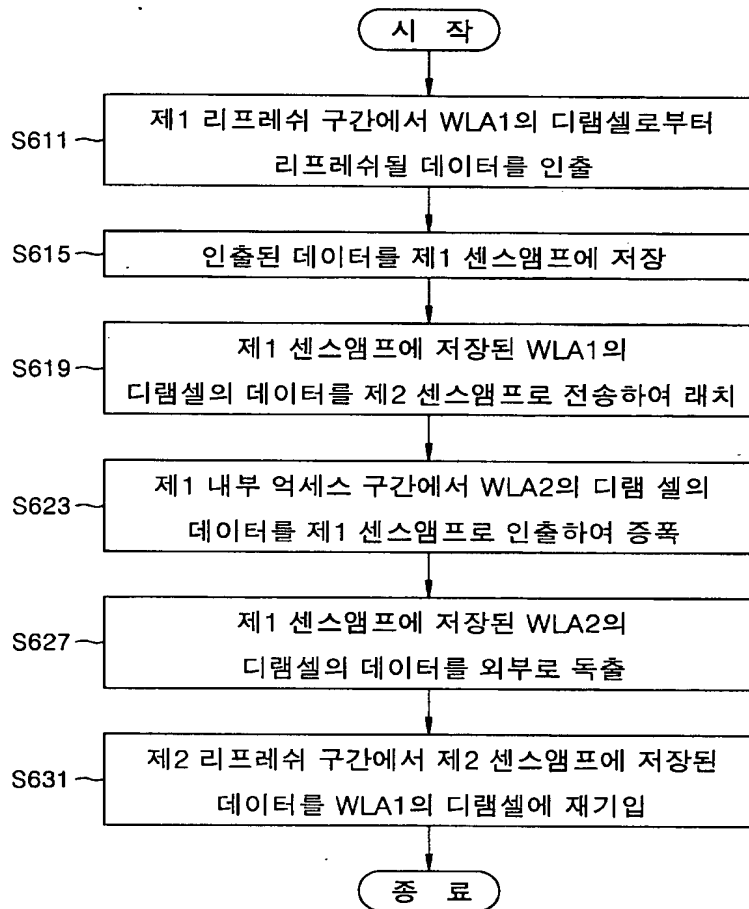 시 작
S611
제1 리프레쉬 구간에서 WLA1의 디램셀로부터
리프레쉬될 데이터를 인출
S615
인출된 데이터를 제1 센스앰프에 저장
S619
제1 센스앰프에 저장된 WLA1의
디램셀의 데이터를 제2 센스앰프로 전송하여 래치
S623
제1 내부 억세스 구간에서 WLA2의 디램 셀의
데이터를 제1 센스앰프로 인출하여 증폭
S627
제1 센스앰프에 저장된 WLA2의
디램셀의 데이터를 외부로 독출
S631
제2 리프레쉬 구간에서 제2 센스앰프에 저장된
데이터를 WLA1의 디램셀에 재기입
종 료